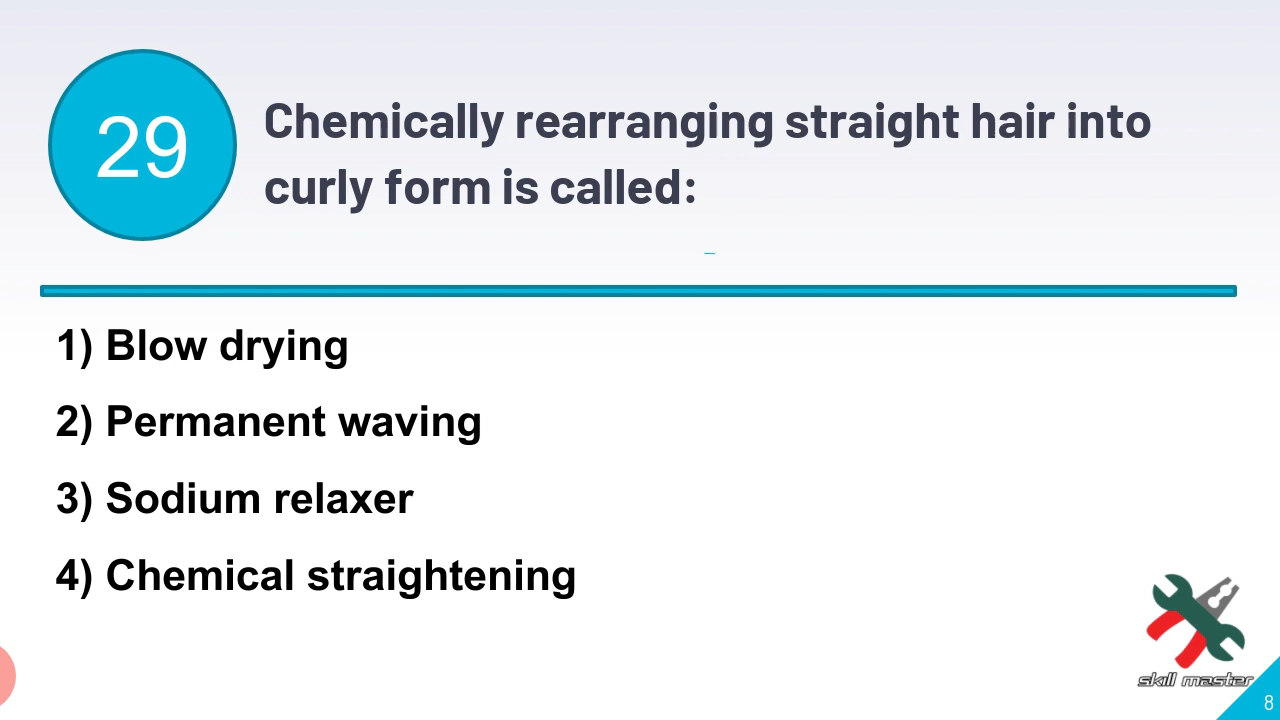 29
Chemically rearranging straight hair into
curly form is called:
1) Blow drying
2) Permanent waving
3) Sodium relaxer
4) Chemical straightening
skill master
8